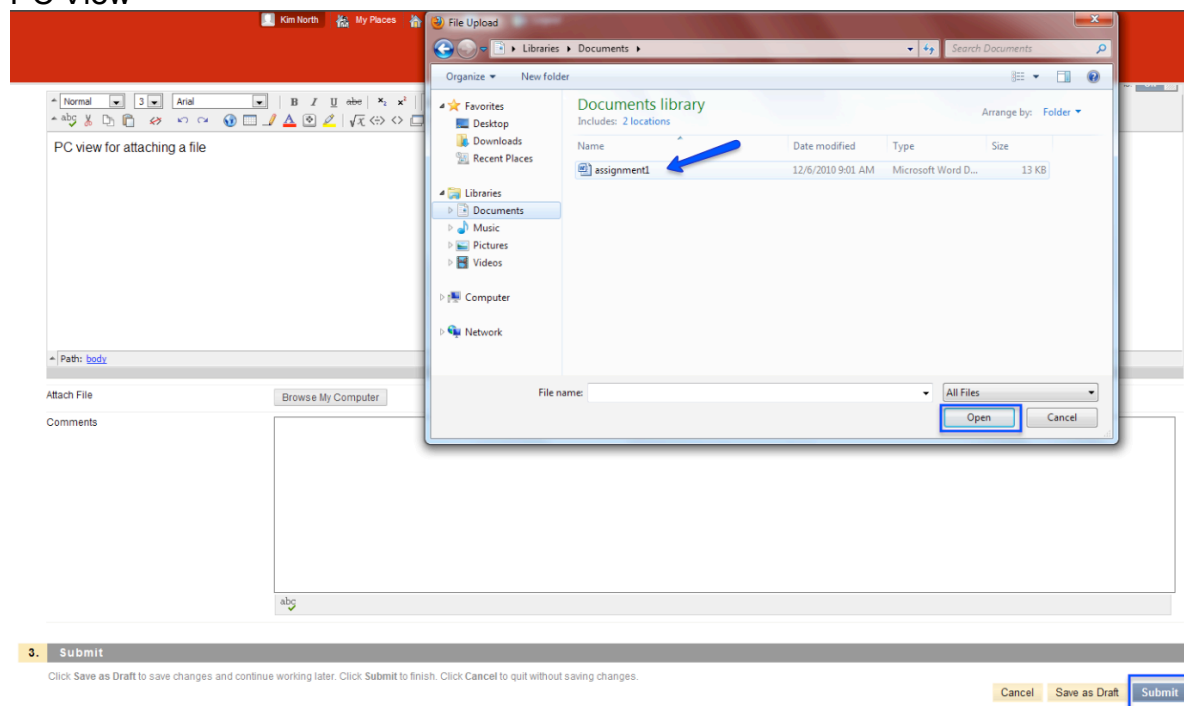 PC view
Kim North My Places
File Upload
Libraries Documents
Search Documents
Organize New folder
Normal 3 Arial
B I U abc x₂ x²
Favorites
Desktop
Downloads
Recent Places
Libraries
Documents
Music
Pictures
Videos
Computer
Network
Documents library
Includes: 2 locations
Arrange by: Folder
Name Date modified Type Size
assignment1 12/6/2010 9:01 AM Microsoft Word D... 13 KB
PC view for attaching a file
Path: body
File name: All Files
Open Cancel
Attach File Browse My Computer
Comments
abc
3. Submit
Click Save as Draft to save changes and continue working later. Click Submit to finish. Click Cancel to quit without saving changes.
Cancel Save as Draft Submit